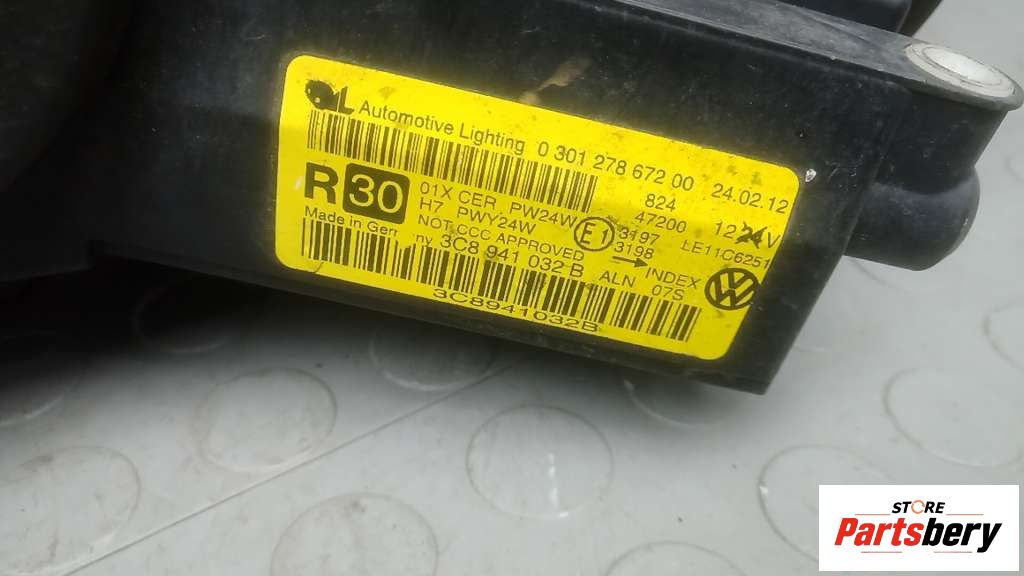 AL Automotive Lighting 0 301 278 672 00 24.02.12
824
R 30 01X CER PW24W 47200 12 V
H7 PWY24W E1 3197 LE11C6251
NOT CCC APPROVED 3198
Made in Germany 3C8 941 032 B ALN INDEX 07S
3C8941032B
STORE
Partsbery